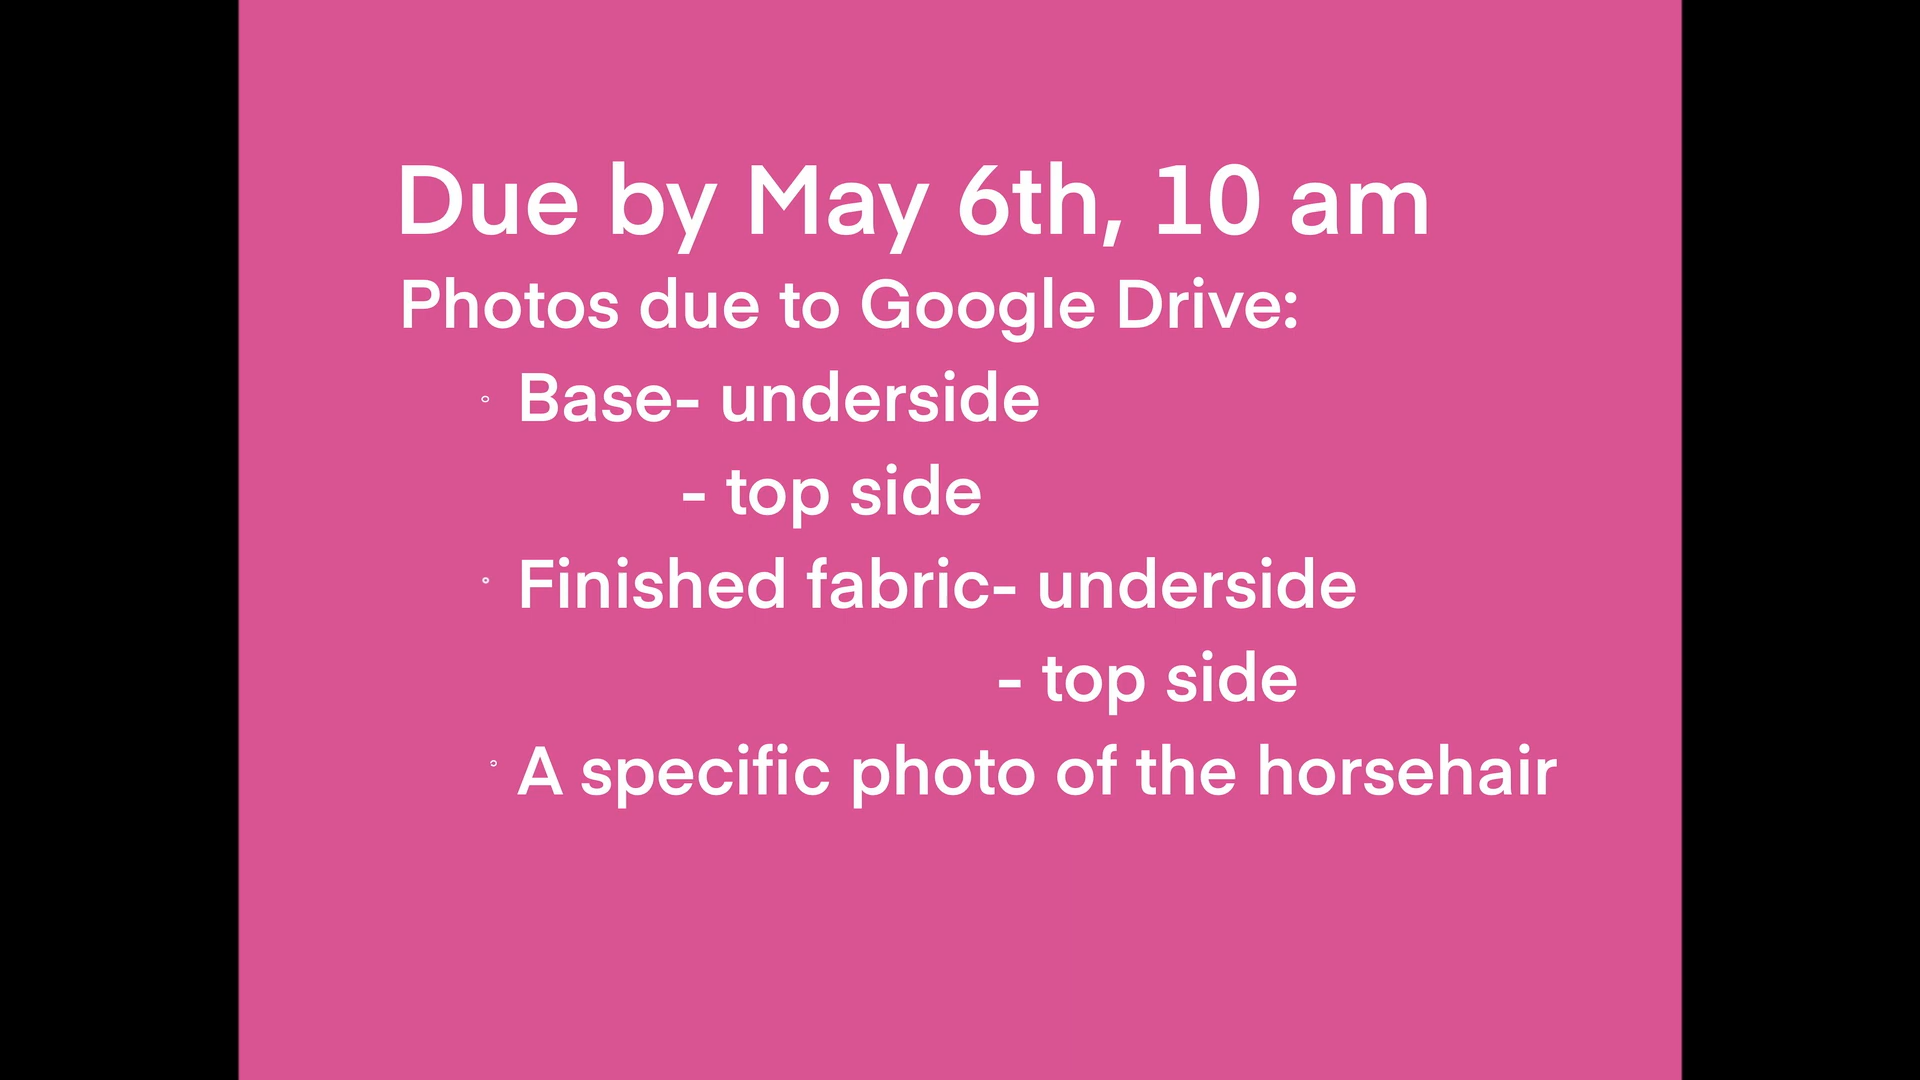 Due by May 6th, 10 am
Photos due to Google Drive:
◦ Base- underside
- top side
◦ Finished fabric- underside
- top side
◦ A specific photo of the horsehair